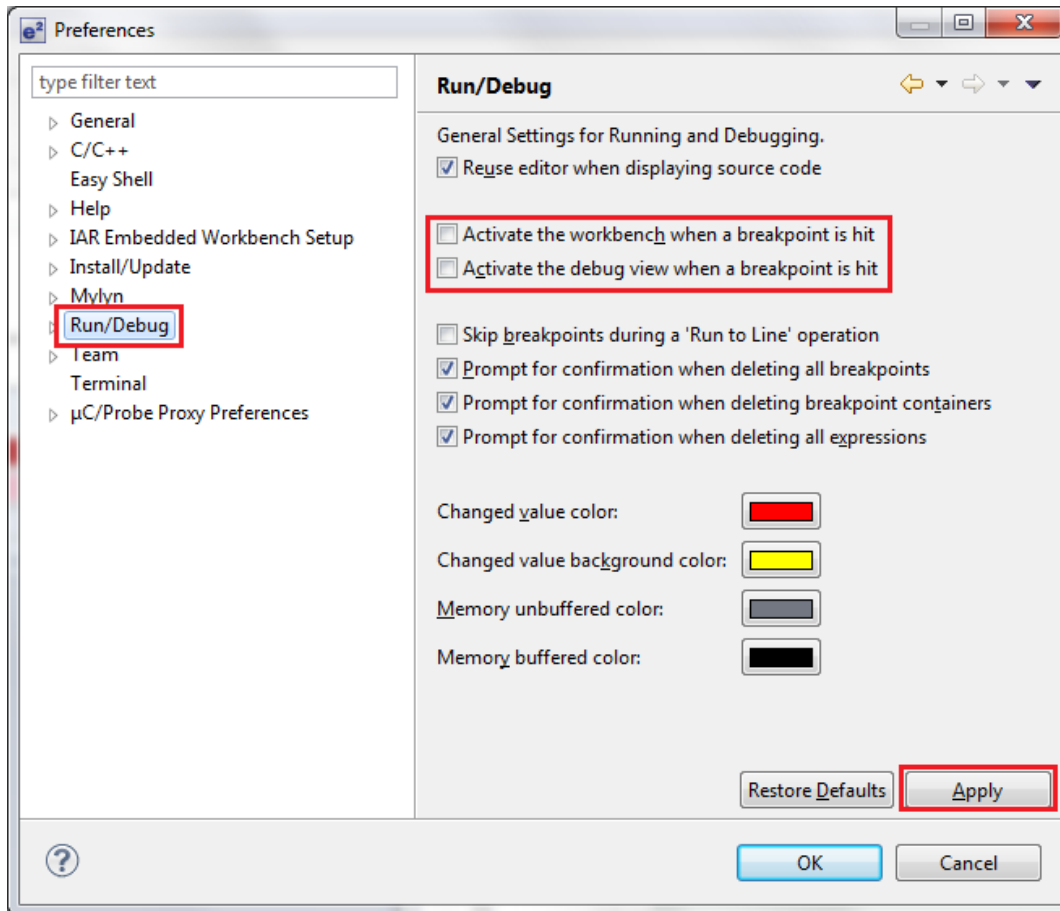 e² Preferences
type filter text
General
C/C++
Easy Shell
Help
IAR Embedded Workbench Setup
Install/Update
Mylyn
Run/Debug
Team
Terminal
µC/Probe Proxy Preferences
Run/Debug
General Settings for Running and Debugging.
Reuse editor when displaying source code
Activate the workbench when a breakpoint is hit
Activate the debug view when a breakpoint is hit
Skip breakpoints during a 'Run to Line' operation
Prompt for confirmation when deleting all breakpoints
Prompt for confirmation when deleting breakpoint containers
Prompt for confirmation when deleting all expressions
Changed value color:
Changed value background color:
Memory unbuffered color:
Memory buffered color:
Restore Defaults Apply
? OK Cancel